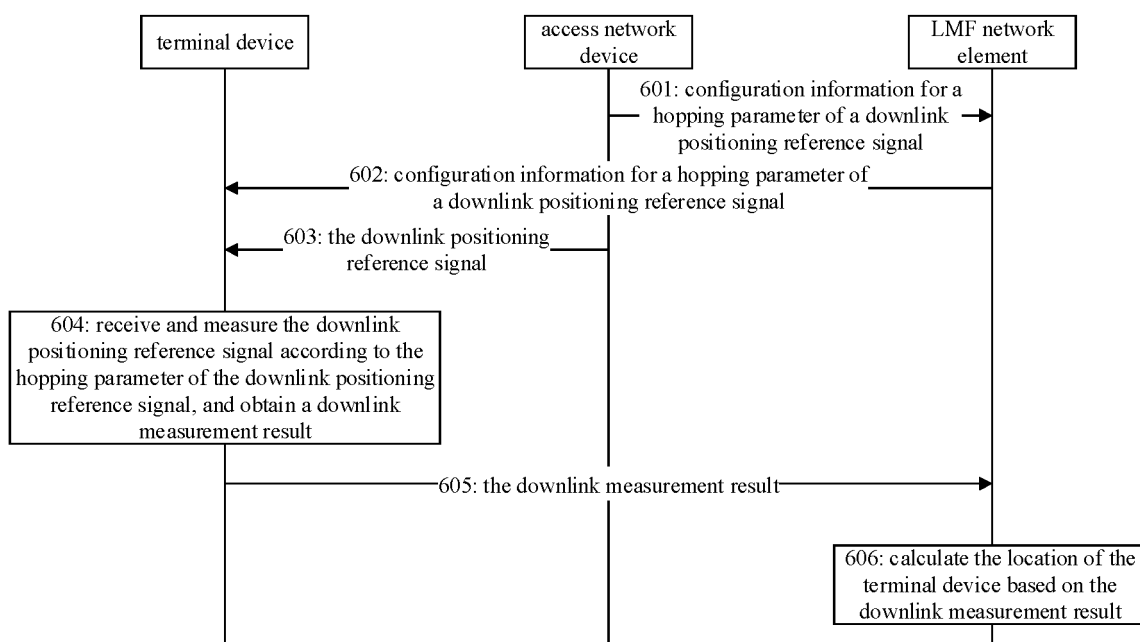 terminal device
access network
device
LMF network
element
601: configuration information for a
hopping parameter of a downlink
positioning reference signal
602: configuration information for a hopping parameter of
a downlink positioning reference signal
603: the downlink positioning
reference signal
604: receive and measure the downlink
positioning reference signal according to the
hopping parameter of the downlink positioning
reference signal, and obtain a downlink
measurement result
605: the downlink measurement result
606: calculate the location of the
terminal device based on the
downlink measurement result